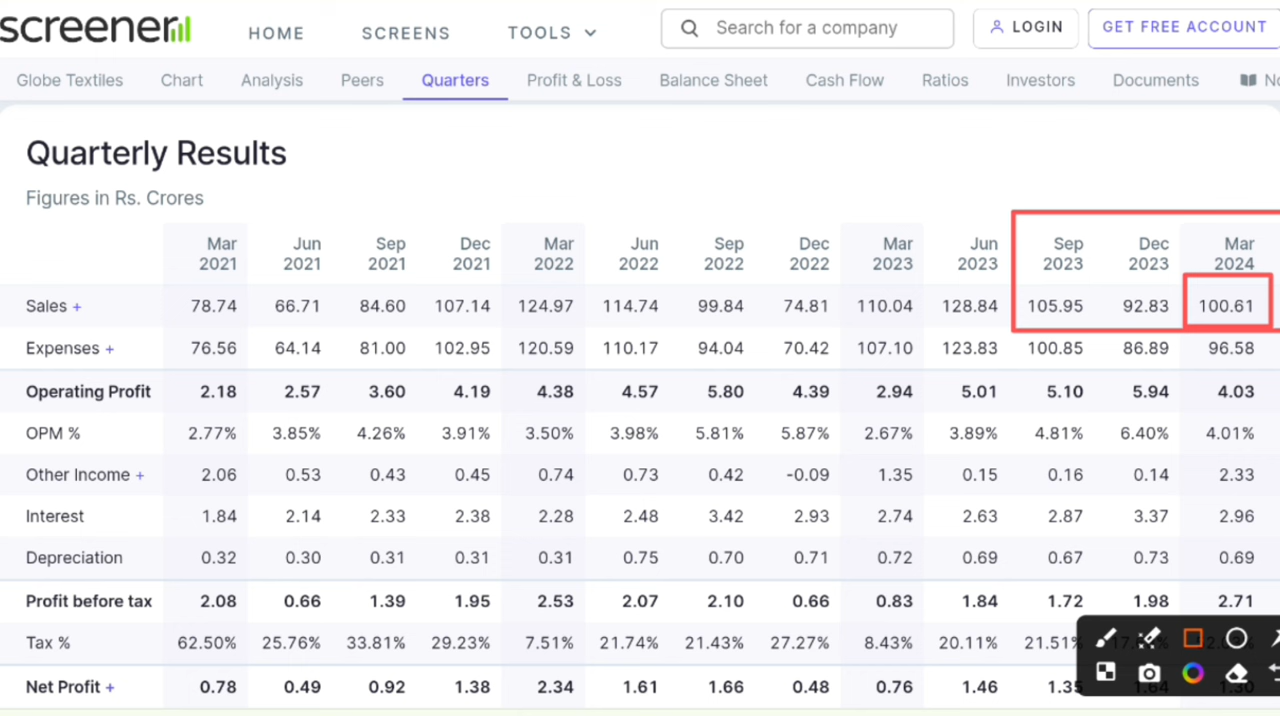 screener
HOME SCREENS TOOLS Search for a company LOGIN GET FREE ACCOUNT
Globe Textiles Chart Analysis Peers Quarters Profit & Loss Balance Sheet Cash Flow Ratios Investors Documents
Quarterly Results
Figures in Rs. Crores
Mar Jun Sep Dec Mar Jun Sep Dec Mar Jun Sep Dec Mar
2021 2021 2021 2021 2022 2022 2022 2022 2023 2023 2023 2023 2024
Sales + 78.74 66.71 84.60 107.14 124.97 114.74 99.84 74.81 110.04 128.84 105.95 92.83 100.61
Expenses + 76.56 64.14 81.00 102.95 120.59 110.17 94.04 70.42 107.10 123.83 100.85 86.89 96.58
Operating Profit 2.18 2.57 3.60 4.19 4.38 4.57 5.80 4.39 2.94 5.01 5.10 5.94 4.03
OPM % 2.77% 3.85% 4.26% 3.91% 3.50% 3.98% 5.81% 5.87% 2.67% 3.89% 4.81% 6.40% 4.01%
Other Income + 2.06 0.53 0.43 0.45 0.74 0.73 0.42 -0.09 1.35 0.15 0.16 0.14 2.33
Interest 1.84 2.14 2.33 2.38 2.28 2.48 3.42 2.93 2.74 2.63 2.87 3.37 2.96
Depreciation 0.32 0.30 0.31 0.31 0.31 0.75 0.70 0.71 0.72 0.69 0.67 0.73 0.69
Profit before tax 2.08 0.66 1.39 1.95 2.53 2.07 2.10 0.66 0.83 1.84 1.72 1.98 2.71
Tax % 62.50% 25.76% 33.81% 29.23% 7.51% 21.74% 21.43% 27.27% 8.43% 20.11% 21.51%
Net Profit + 0.78 0.49 0.92 1.38 2.34 1.61 1.66 0.48 0.76 1.46 1.35 1.64 1.30